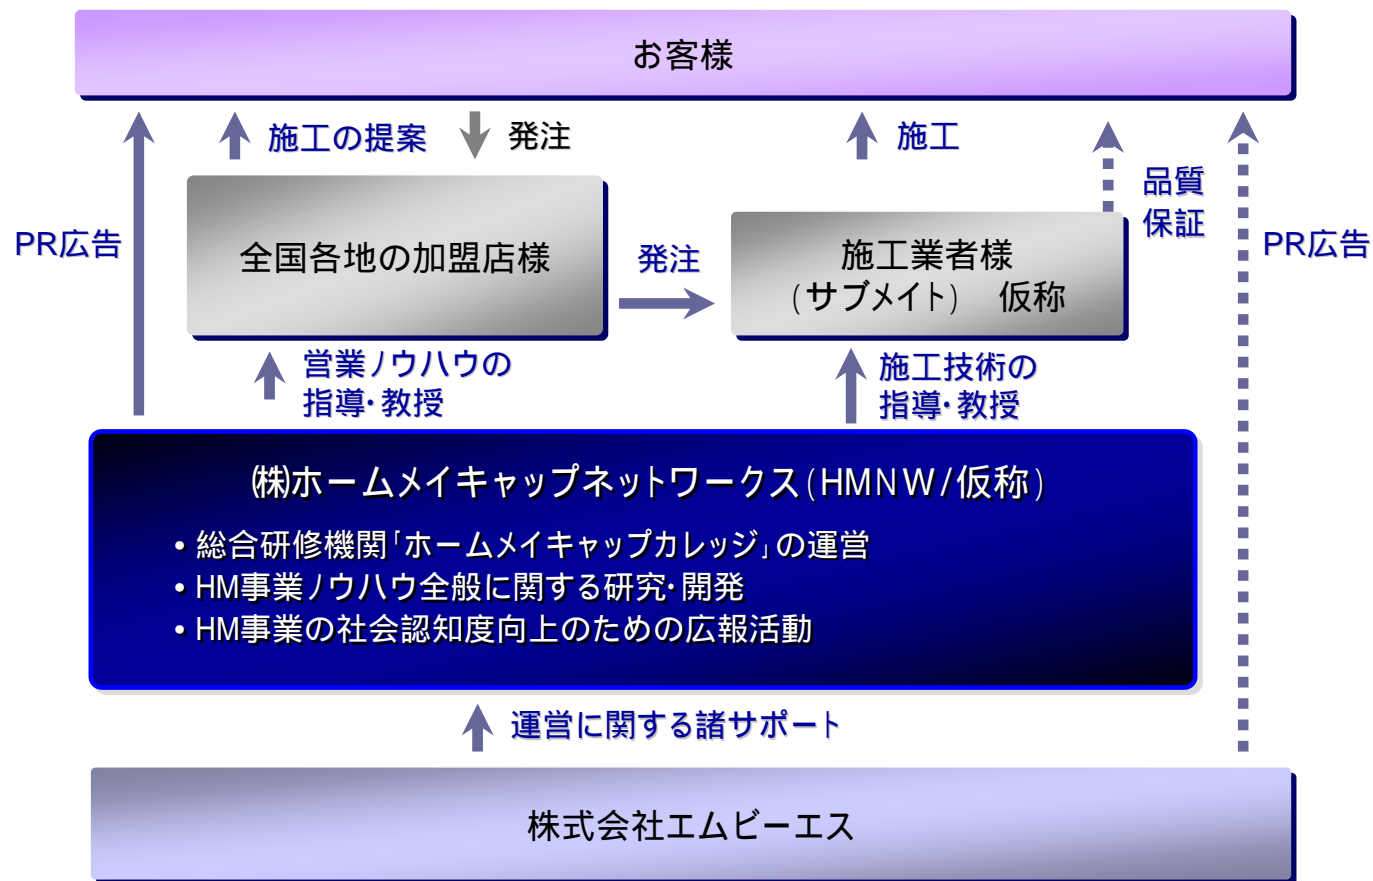 お客様
施工の提案
発注
施工
品質
保証
PR広告
PR広告
全国各地の加盟店様
発注
施工業者様
(サブメイト) 仮称
営業ノウハウの
指導・教授
施工技術の
指導・教授
㈱ホームメイキャップネットワークス(HMNW/仮称)
• 総合研修機関「ホームメイキャップカレッジ」の運営
• HM事業ノウハウ全般に関する研究・開発
• HM事業の社会認知度向上のための広報活動
運営に関する諸サポート
株式会社エムビーエス